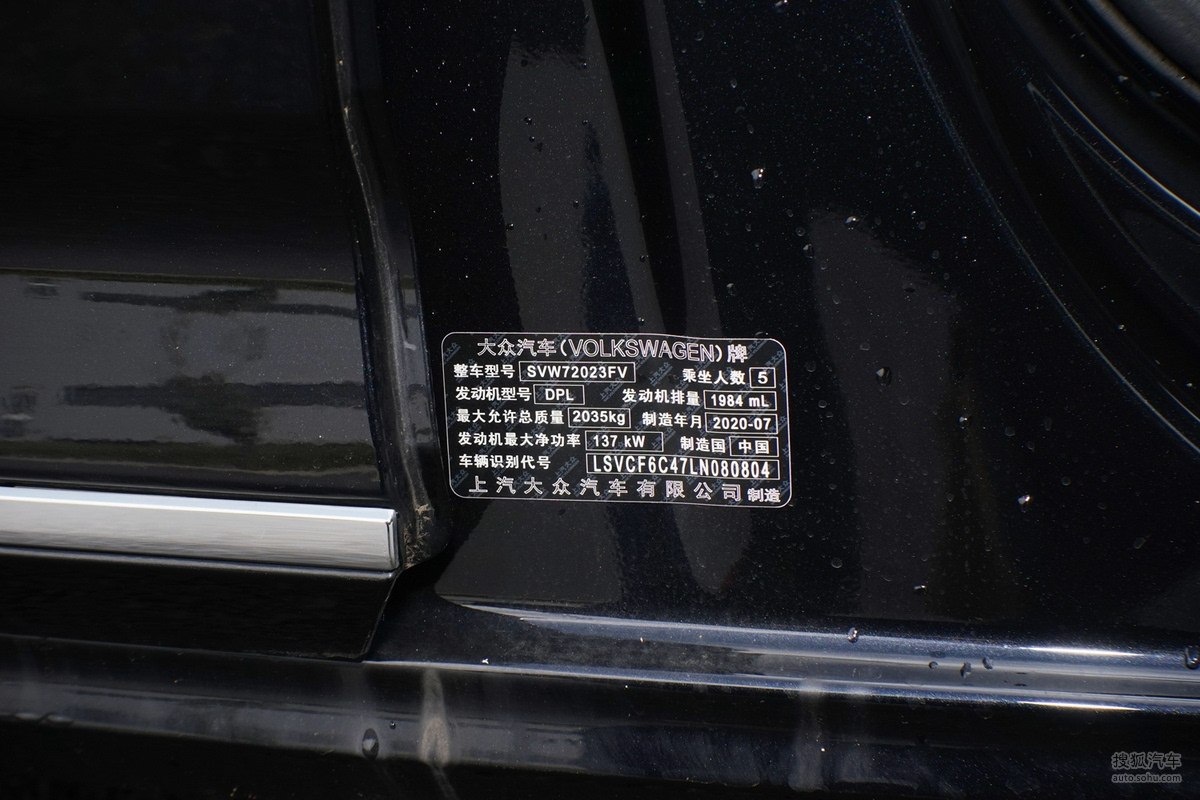 大众汽车(VOLKSWAGEN)牌
整车型号 SVW72023FV 乘坐人数 5
发动机型号 DPL 发动机排量 1984 mL
最大允许总质量 2035kg 制造年月 2020-07
发动机最大净功率 137 kW 制造国 中国
车辆识别代号 LSVCF6C47LN080804
上汽大众汽车有限公司 制造
搜狐汽车
auto.sohu.com